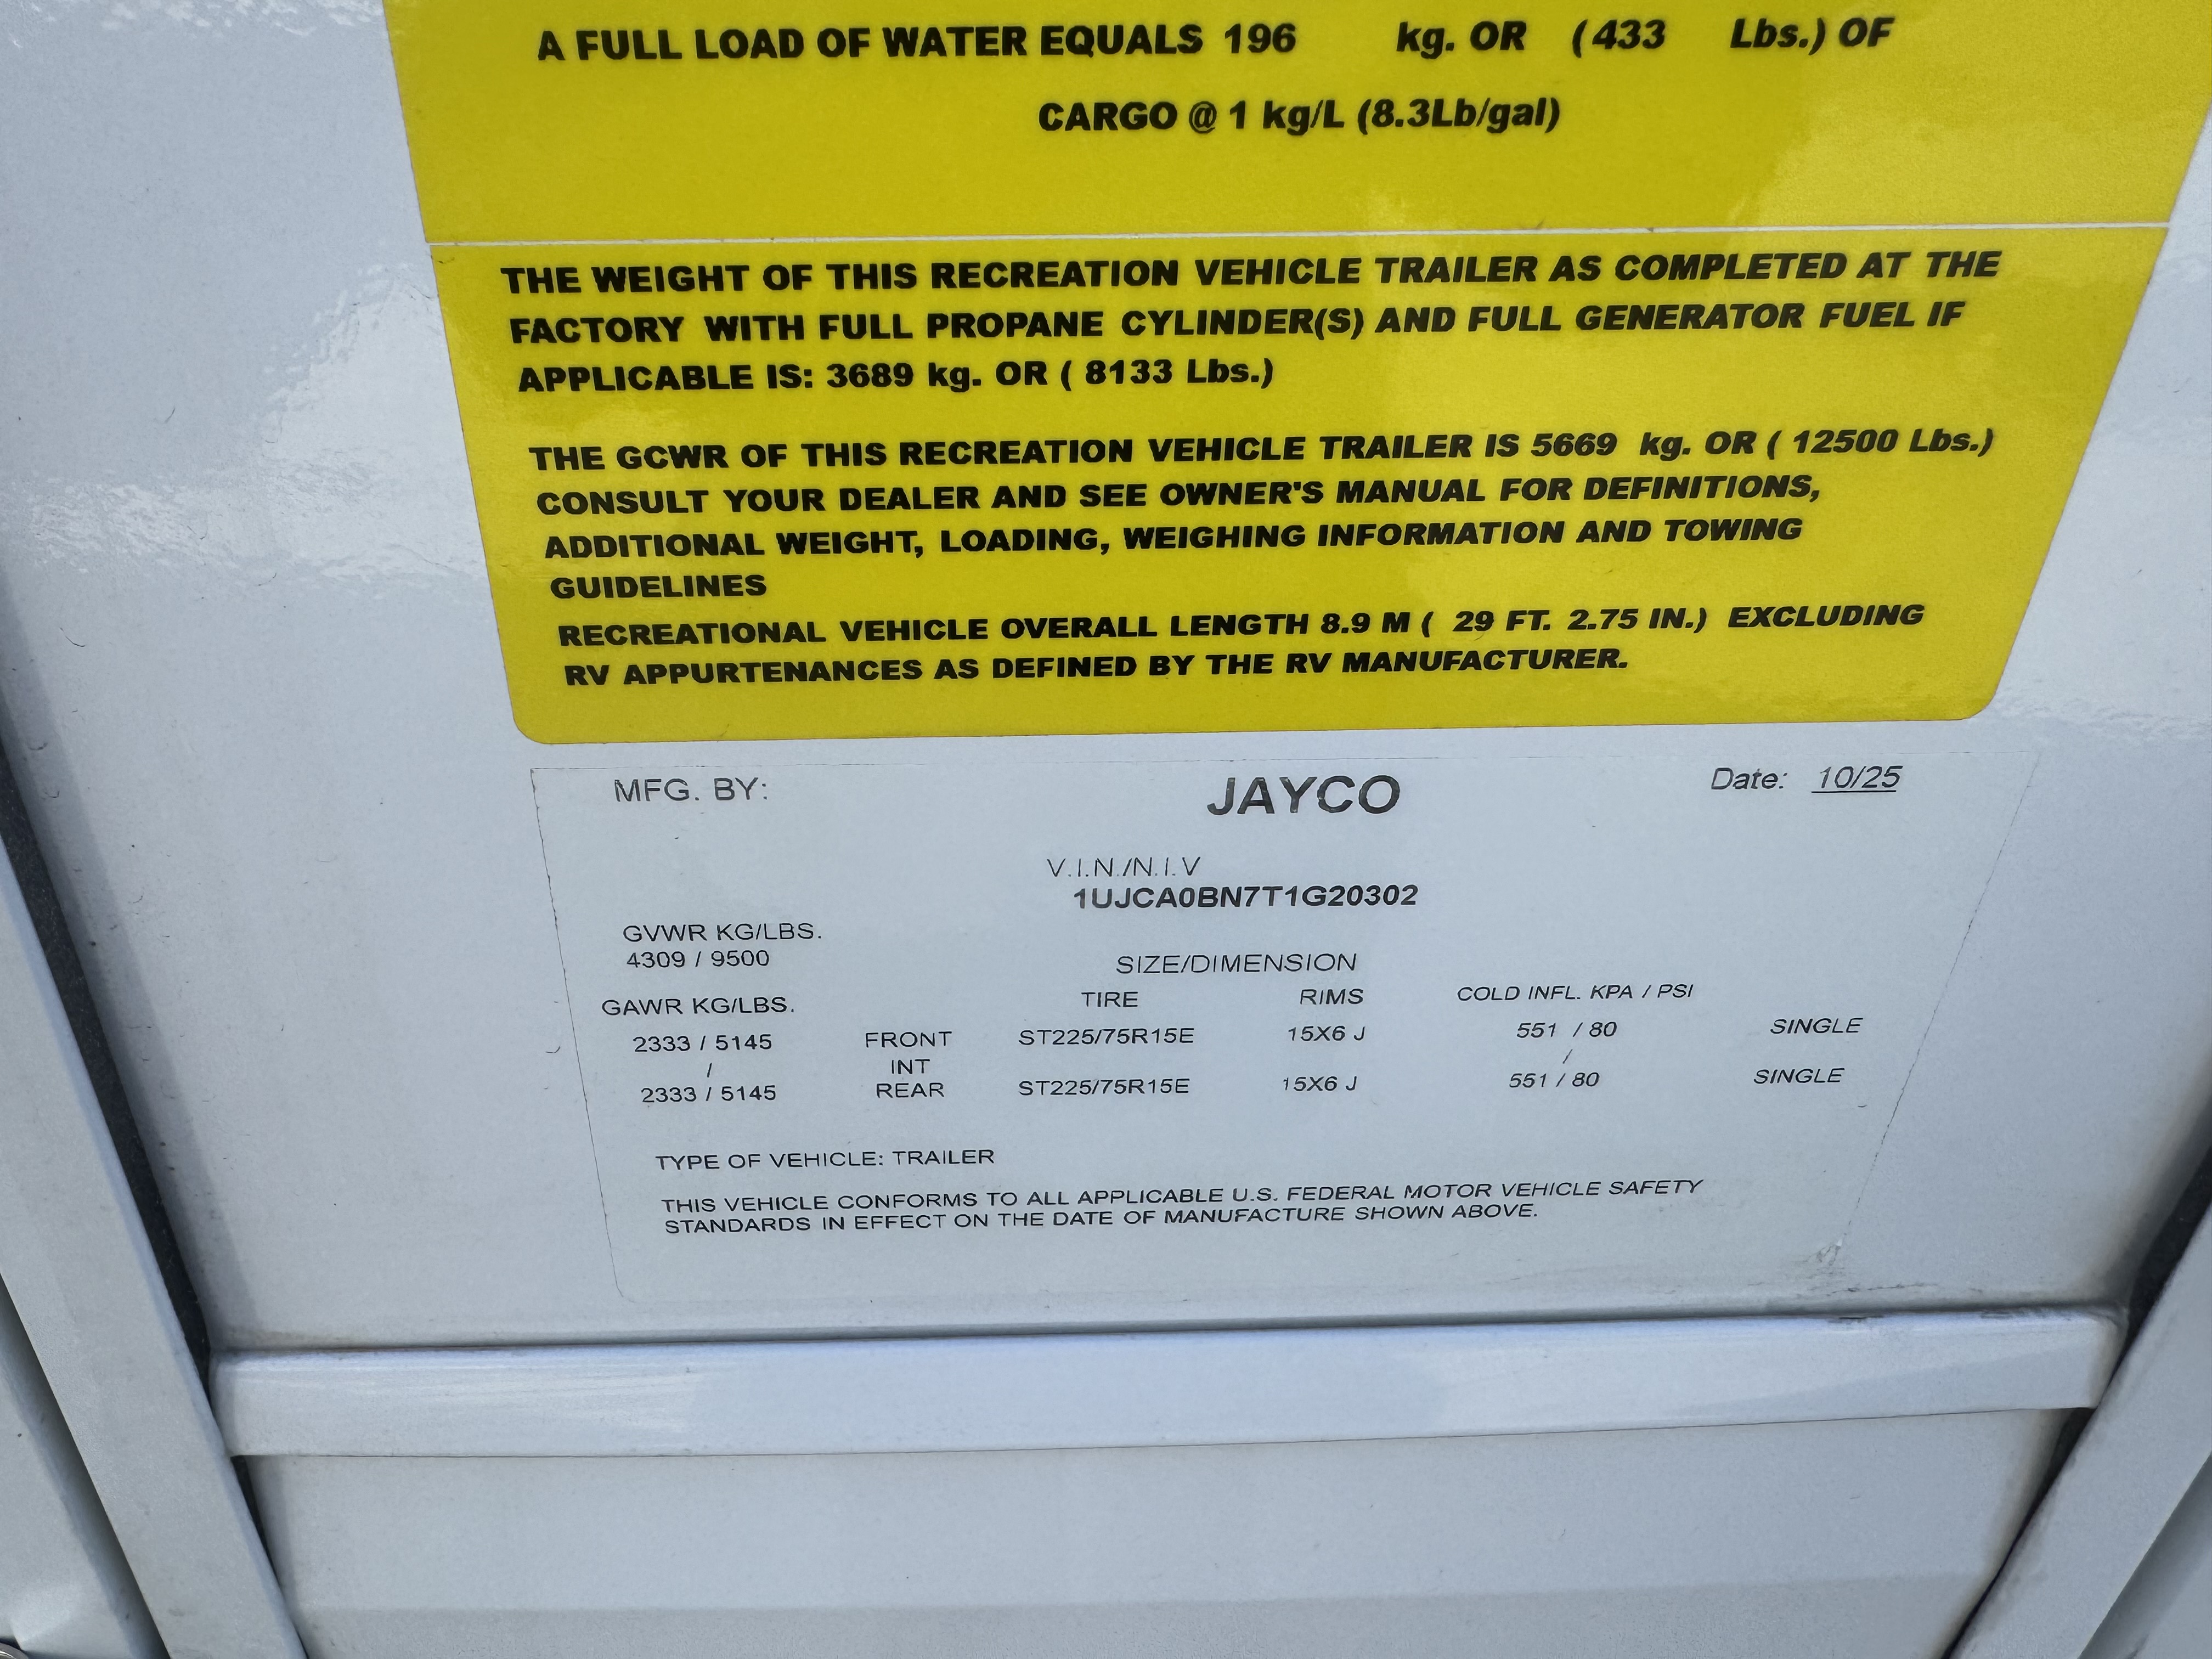 A FULL LOAD OF WATER EQUALS 196 kg. OR (433 Lbs.) OF
CARGO @ 1 kg/L (8.3Lb/gal)
THE WEIGHT OF THIS RECREATION VEHICLE TRAILER AS COMPLETED AT THE
FACTORY WITH FULL PROPANE CYLINDER(S) AND FULL GENERATOR FUEL IF
APPLICABLE IS: 3689 kg. OR ( 8133 Lbs.)
THE GCWR OF THIS RECREATION VEHICLE TRAILER IS 5669 kg. OR ( 12500 Lbs.)
CONSULT YOUR DEALER AND SEE OWNER'S MANUAL FOR DEFINITIONS,
ADDITIONAL WEIGHT, LOADING, WEIGHING INFORMATION AND TOWING
GUIDELINES
RECREATIONAL VEHICLE OVERALL LENGTH 8.9 M ( 29 FT. 2.75 IN.) EXCLUDING
RV APPURTENANCES AS DEFINED BY THE RV MANUFACTURER.
MFG. BY: JAYCO Date: 10/25
V.I.N./N.I.V
1UJCA0BN7T1G20302
GVWR KG/LBS.
4309 / 9500
SIZE/DIMENSION
GAWR KG/LBS. TIRE RIMS COLD INFL. KPA / PSI
2333 / 5145 FRONT ST225/75R15E 15X6 J 551 / 80 SINGLE
/ INT /
2333 / 5145 REAR ST225/75R15E 15X6 J 551 / 80 SINGLE
TYPE OF VEHICLE: TRAILER
THIS VEHICLE CONFORMS TO ALL APPLICABLE U.S. FEDERAL MOTOR VEHICLE SAFETY
STANDARDS IN EFFECT ON THE DATE OF MANUFACTURE SHOWN ABOVE.